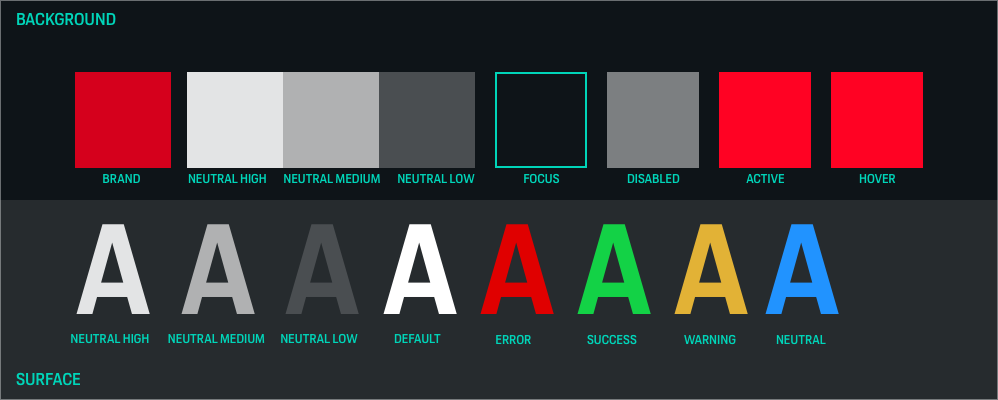 BACKGROUND
BRAND NEUTRAL HIGH NEUTRAL MEDIUM NEUTRAL LOW FOCUS DISABLED ACTIVE HOVER
A A A A A A A A
NEUTRAL HIGH NEUTRAL MEDIUM NEUTRAL LOW DEFAULT ERROR SUCCESS WARNING NEUTRAL
SURFACE